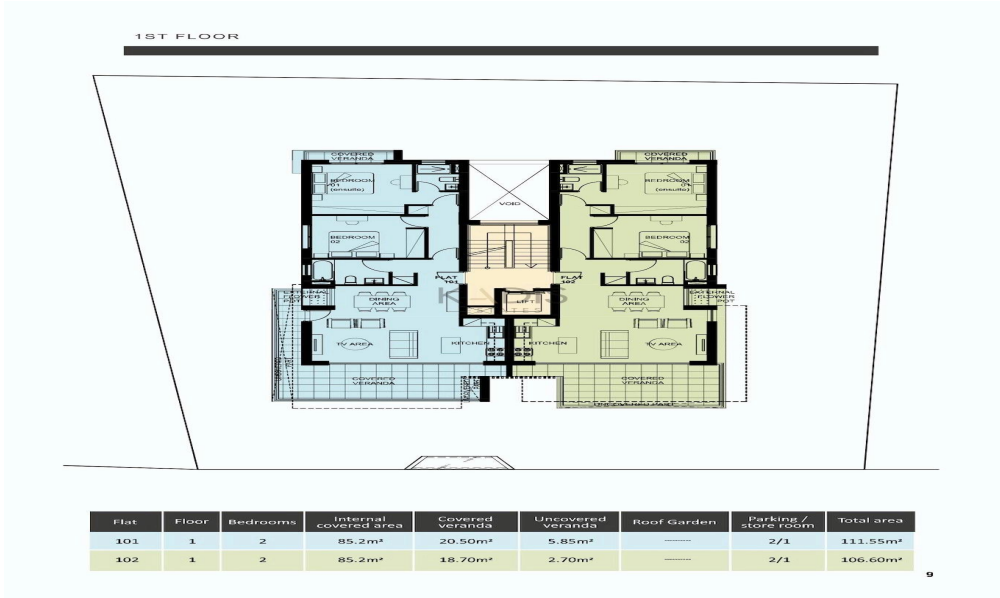 1ST FLOOR
COVERED
VERANDA
COVERED
VERANDA
BEDROOM
01
(ensuite)
BEDROOM
01
(ensuite)
VOID
BEDROOM
02
BEDROOM
02
FLAT
101
FLAT
102
EXTERNAL
FLOWER
POT
DINING
AREA
LIFT
DINING
AREA
EXTERNAL
FLOWER
POT
TV AREA
KITCHEN
KITCHEN
TV AREA
COVERED
VERANDA
COVERED
VERANDA
Flat Floor Bedrooms Internal covered area Covered veranda Uncovered veranda Roof Garden Parking / store room Total area
101 1 2 85.2m² 20.50m² 5.85m² ——— 2/1 111.55m²
102 1 2 85.2m² 18.70m² 2.70m² ——— 2/1 106.60m²
9